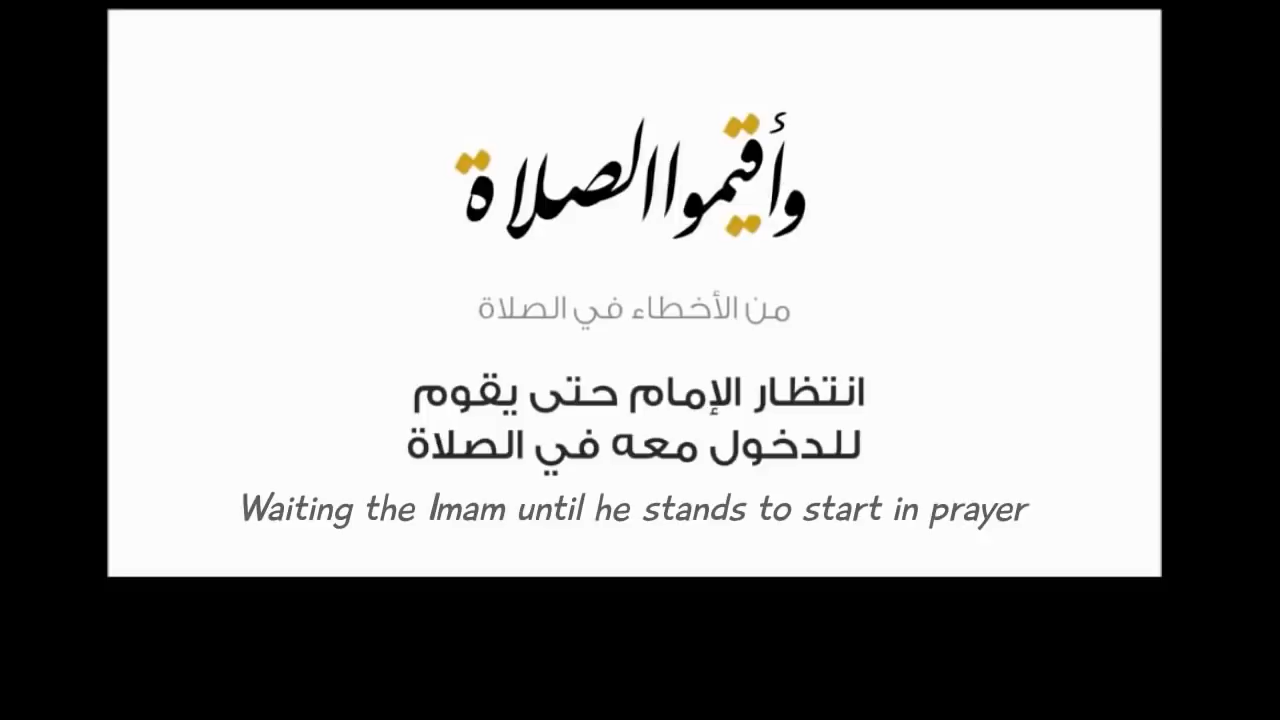 وأقيموا الصلاة
من الأخطاء في الصلاة
انتظار الإمام حتى يقوم
للدخول معه في الصلاة
Waiting the Imam until he stands to start in prayer